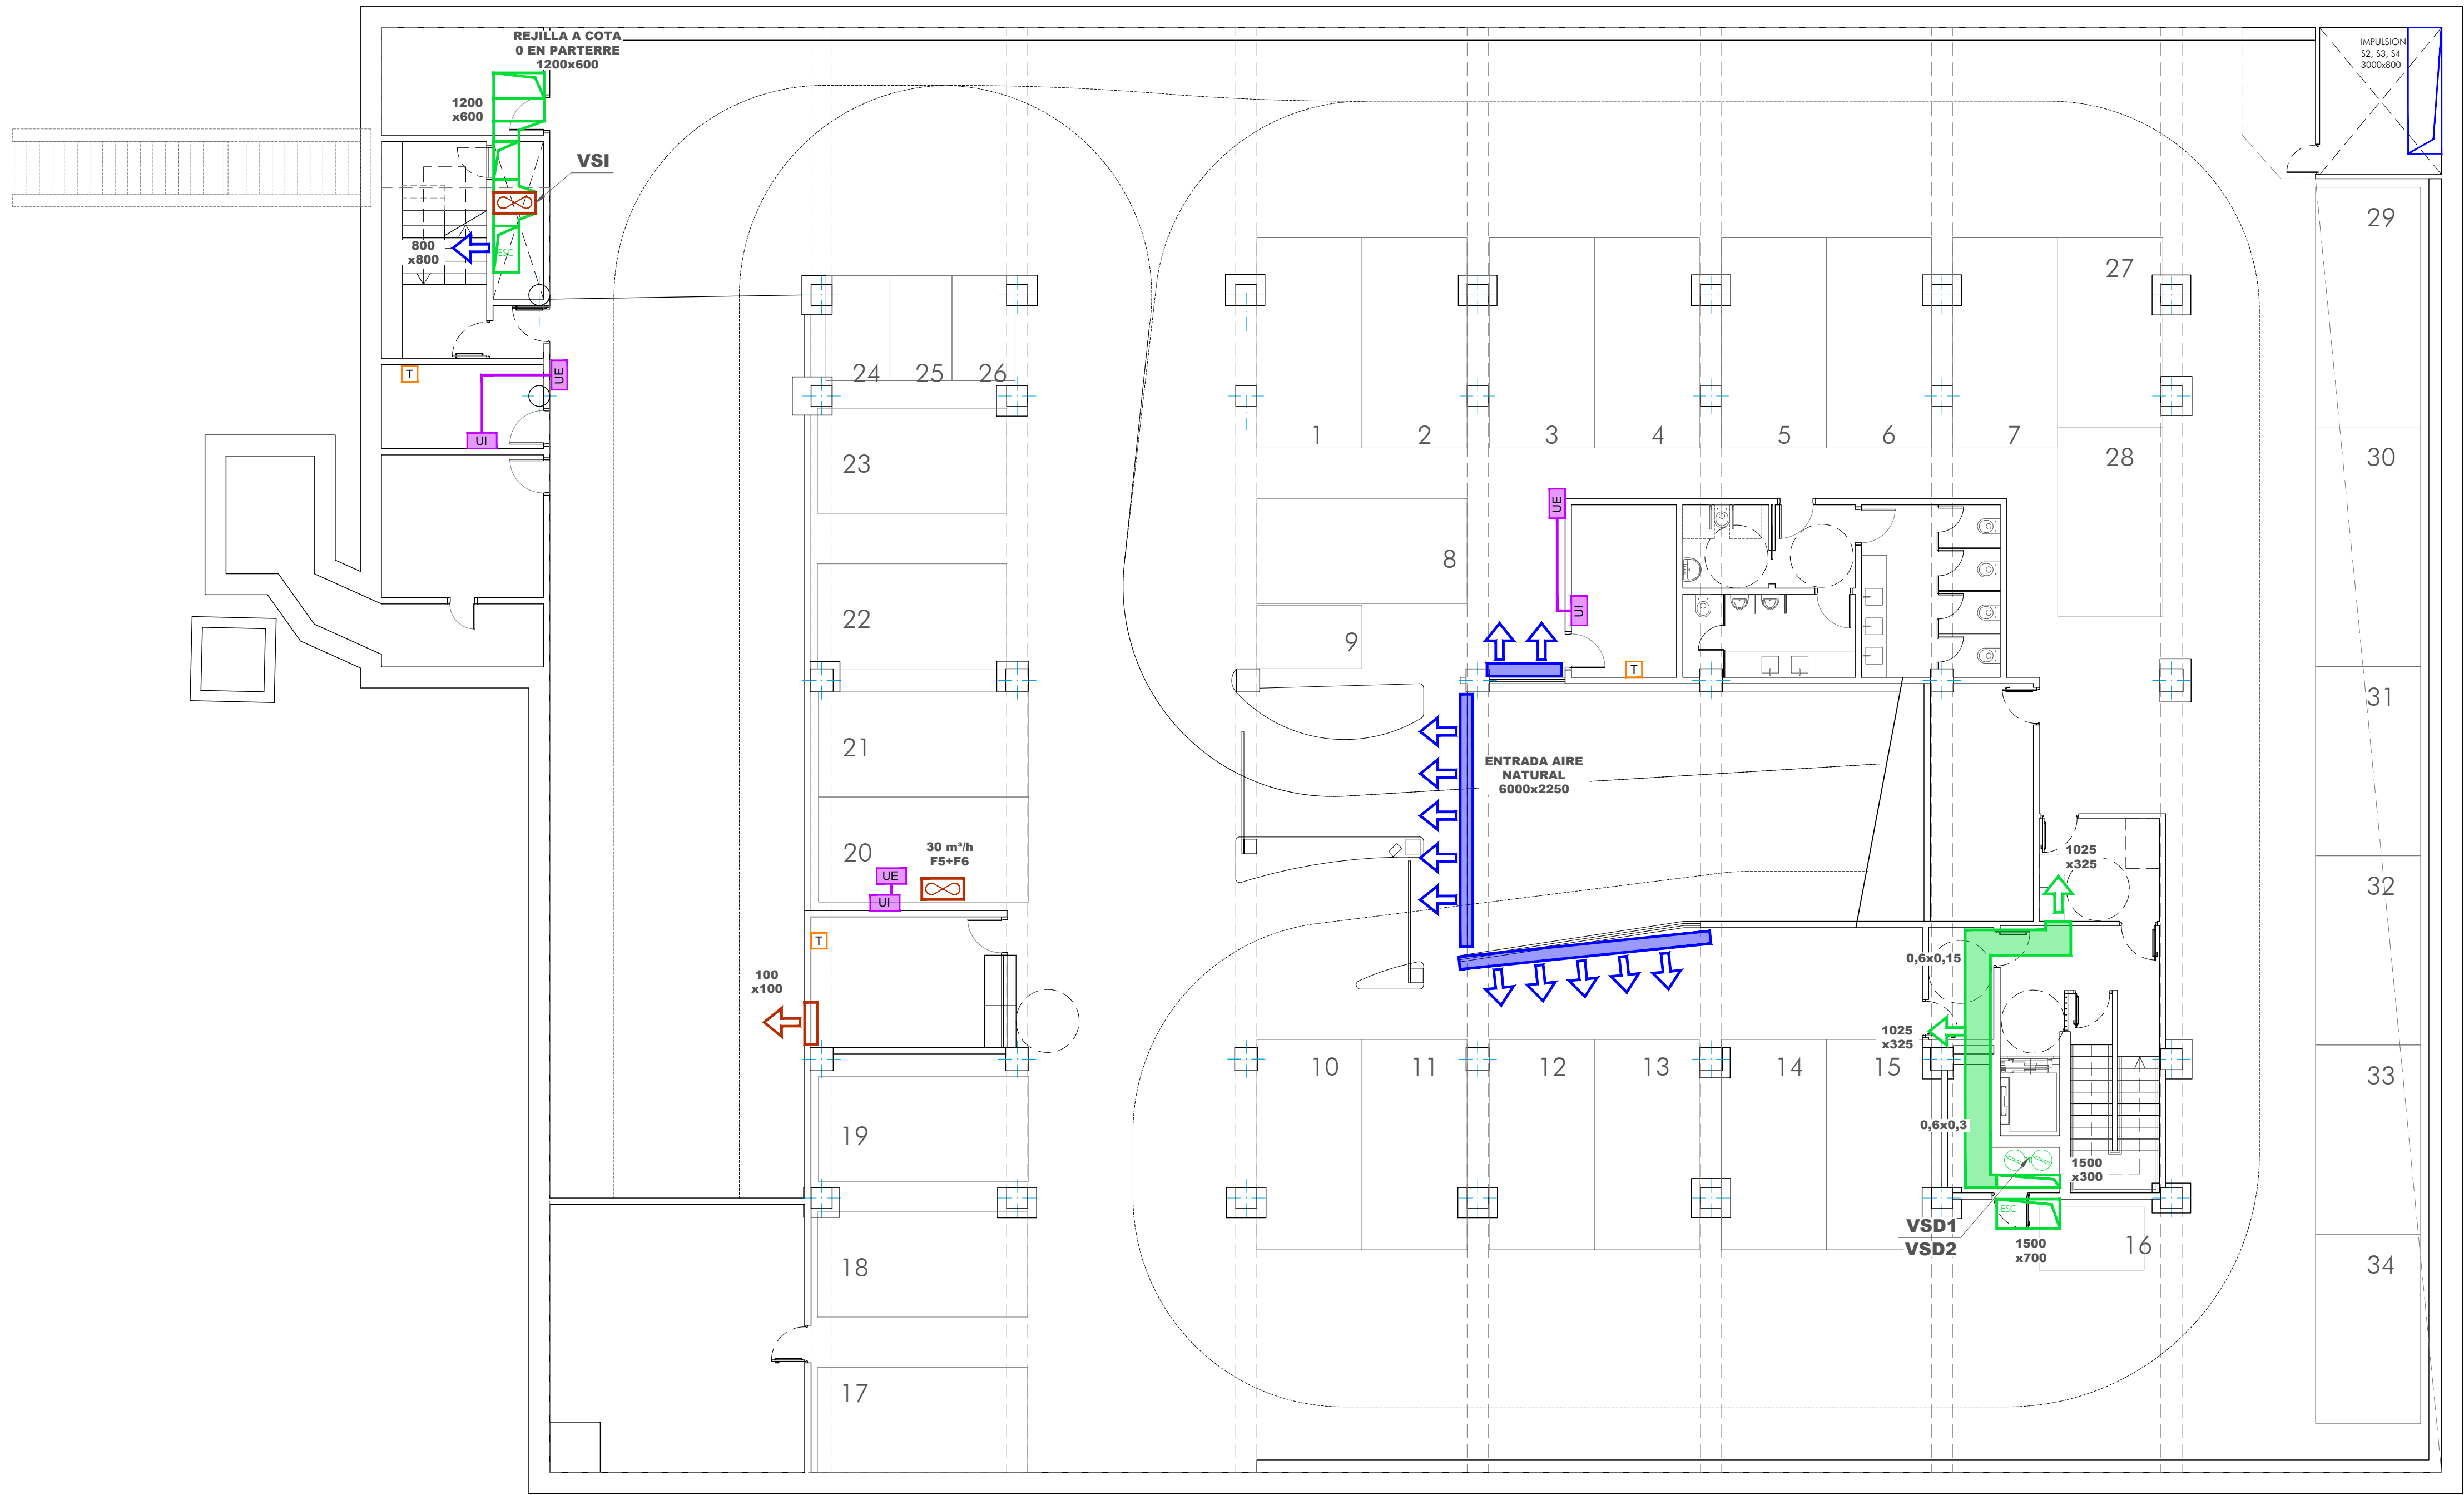 REJILLA A COTA
0 EN PARTERRE
1200x600
IMPULSION
S2, S3, S4
3000x800
1200
x600
VSI
29
800
x800
ESC
27
T
UE
24
25
26
UI
1
2
3
4
5
6
7
23
28
30
UE
8
22
UI
9
T
31
21
ENTRADA AIRE
NATURAL
6000x2250
20
30 m³/h
F5+F6
UE
UI
1025
x325
32
T
0,6x0,15
100
x100
1025
x325
10
11
12
13
14
15
33
19
0,6x0,3
1500
x300
ESC
VSD1
VSD2
1500
x700
16
18
34
17